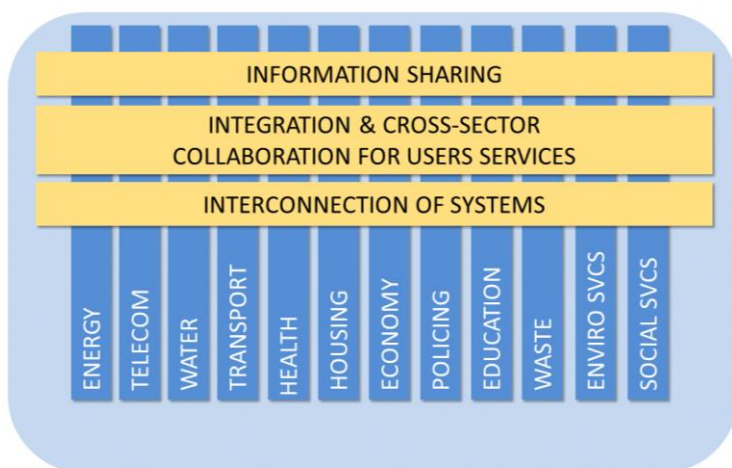 INFORMATION SHARING
INTEGRATION & CROSS-SECTOR
COLLABORATION FOR USERS SERVICES
INTERCONNECTION OF SYSTEMS
ENERGY
TELECOM
WATER
TRANSPORT
HEALTH
HOUSING
ECONOMY
POLICING
EDUCATION
WASTE
ENVIRO SVCS
SOCIAL SVCS